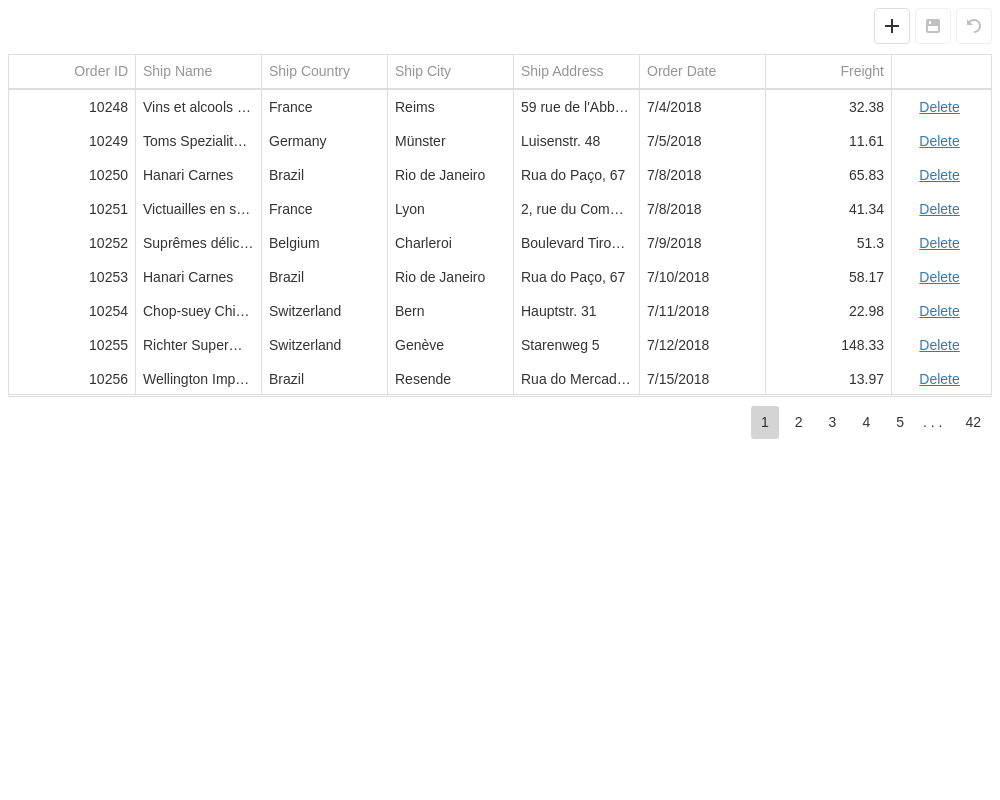 Order ID Ship Name Ship Country Ship City Ship Address Order Date Freight
10248 Vins et alcools ... France Reims 59 rue de l'Abb... 7/4/2018 32.38 Delete
10249 Toms Spezialit... Germany Münster Luisenstr. 48 7/5/2018 11.61 Delete
10250 Hanari Carnes Brazil Rio de Janeiro Rua do Paço, 67 7/8/2018 65.83 Delete
10251 Victuailles en s... France Lyon 2, rue du Com... 7/8/2018 41.34 Delete
10252 Suprêmes délic... Belgium Charleroi Boulevard Tiro... 7/9/2018 51.3 Delete
10253 Hanari Carnes Brazil Rio de Janeiro Rua do Paço, 67 7/10/2018 58.17 Delete
10254 Chop-suey Chi... Switzerland Bern Hauptstr. 31 7/11/2018 22.98 Delete
10255 Richter Super... Switzerland Genève Starenweg 5 7/12/2018 148.33 Delete
10256 Wellington Imp... Brazil Resende Rua do Mercad... 7/15/2018 13.97 Delete
1 2 3 4 5 . . . 42